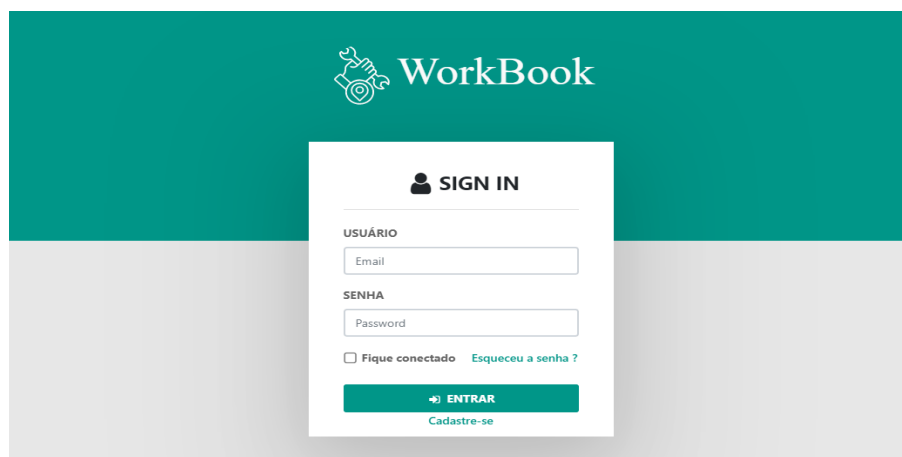 WorkBook
SIGN IN
USUÁRIO
Email
SENHA
Password
Fique conectado Esqueceu a senha ?
ENTRAR
Cadastre-se